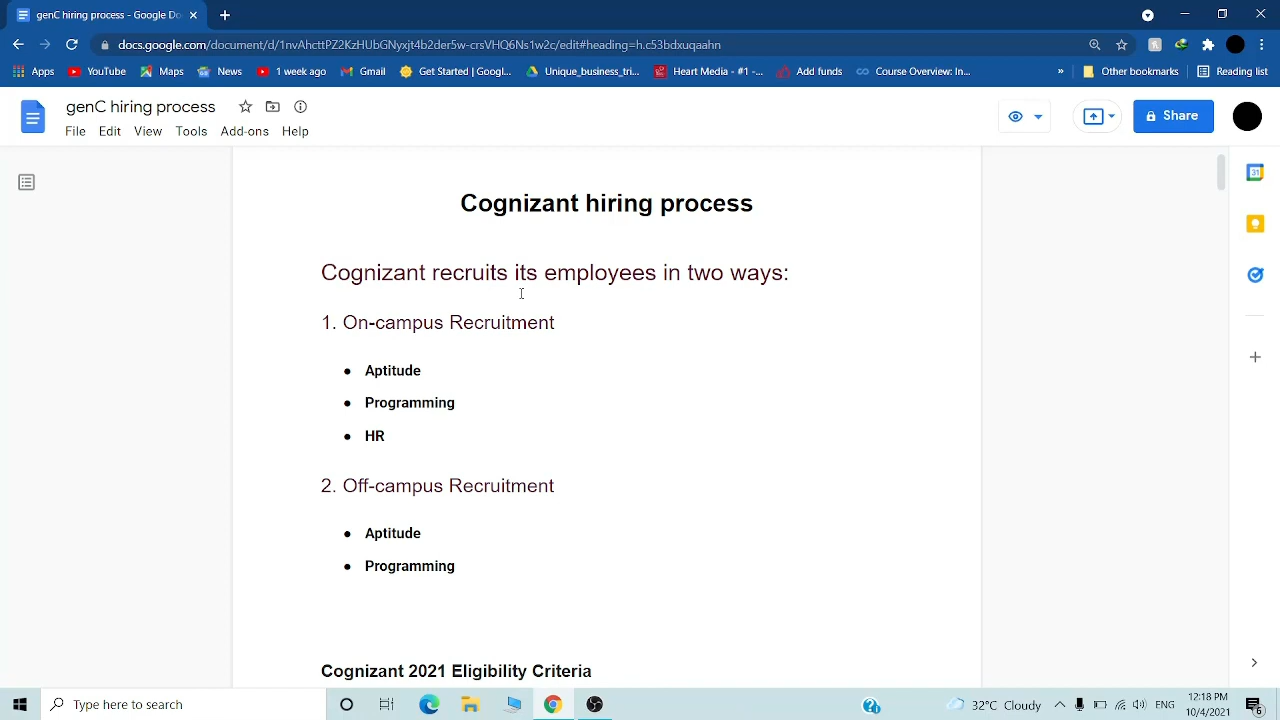 genC hiring process - Google Do
docs.google.com/document/d/1nvAhcttPZ2KzHUbGNyxjt4b2der5w-crsVHQ6Ns1w2c/edit#heading=h.c53bdxuqaahn
Apps YouTube Maps News 1 week ago Gmail Get Started | Googl... Unique_business_tri... Heart Media - #1 -... Add funds Course Overview: In... » Other bookmarks Reading list
genC hiring process
File Edit View Tools Add-ons Help
Share
31
Cognizant hiring process
Cognizant recruits its employees in two ways:
1. On-campus Recruitment
● Aptitude
● Programming
● HR
2. Off-campus Recruitment
● Aptitude
● Programming
Cognizant 2021 Eligibility Criteria
Type here to search
32°C Cloudy
ENG
12:18 PM
10/4/2021
6